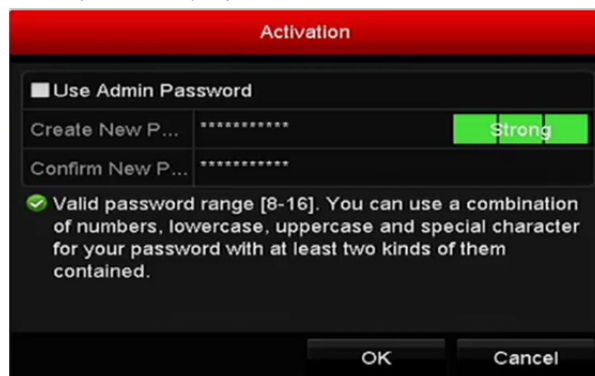 Activation
Use Admin Password
Create New P... *********** Strong
Confirm New P... ***********
Valid password range [8-16]. You can use a combination
of numbers, lowercase, uppercase and special character
for your password with at least two kinds of them
contained.
OK Cancel